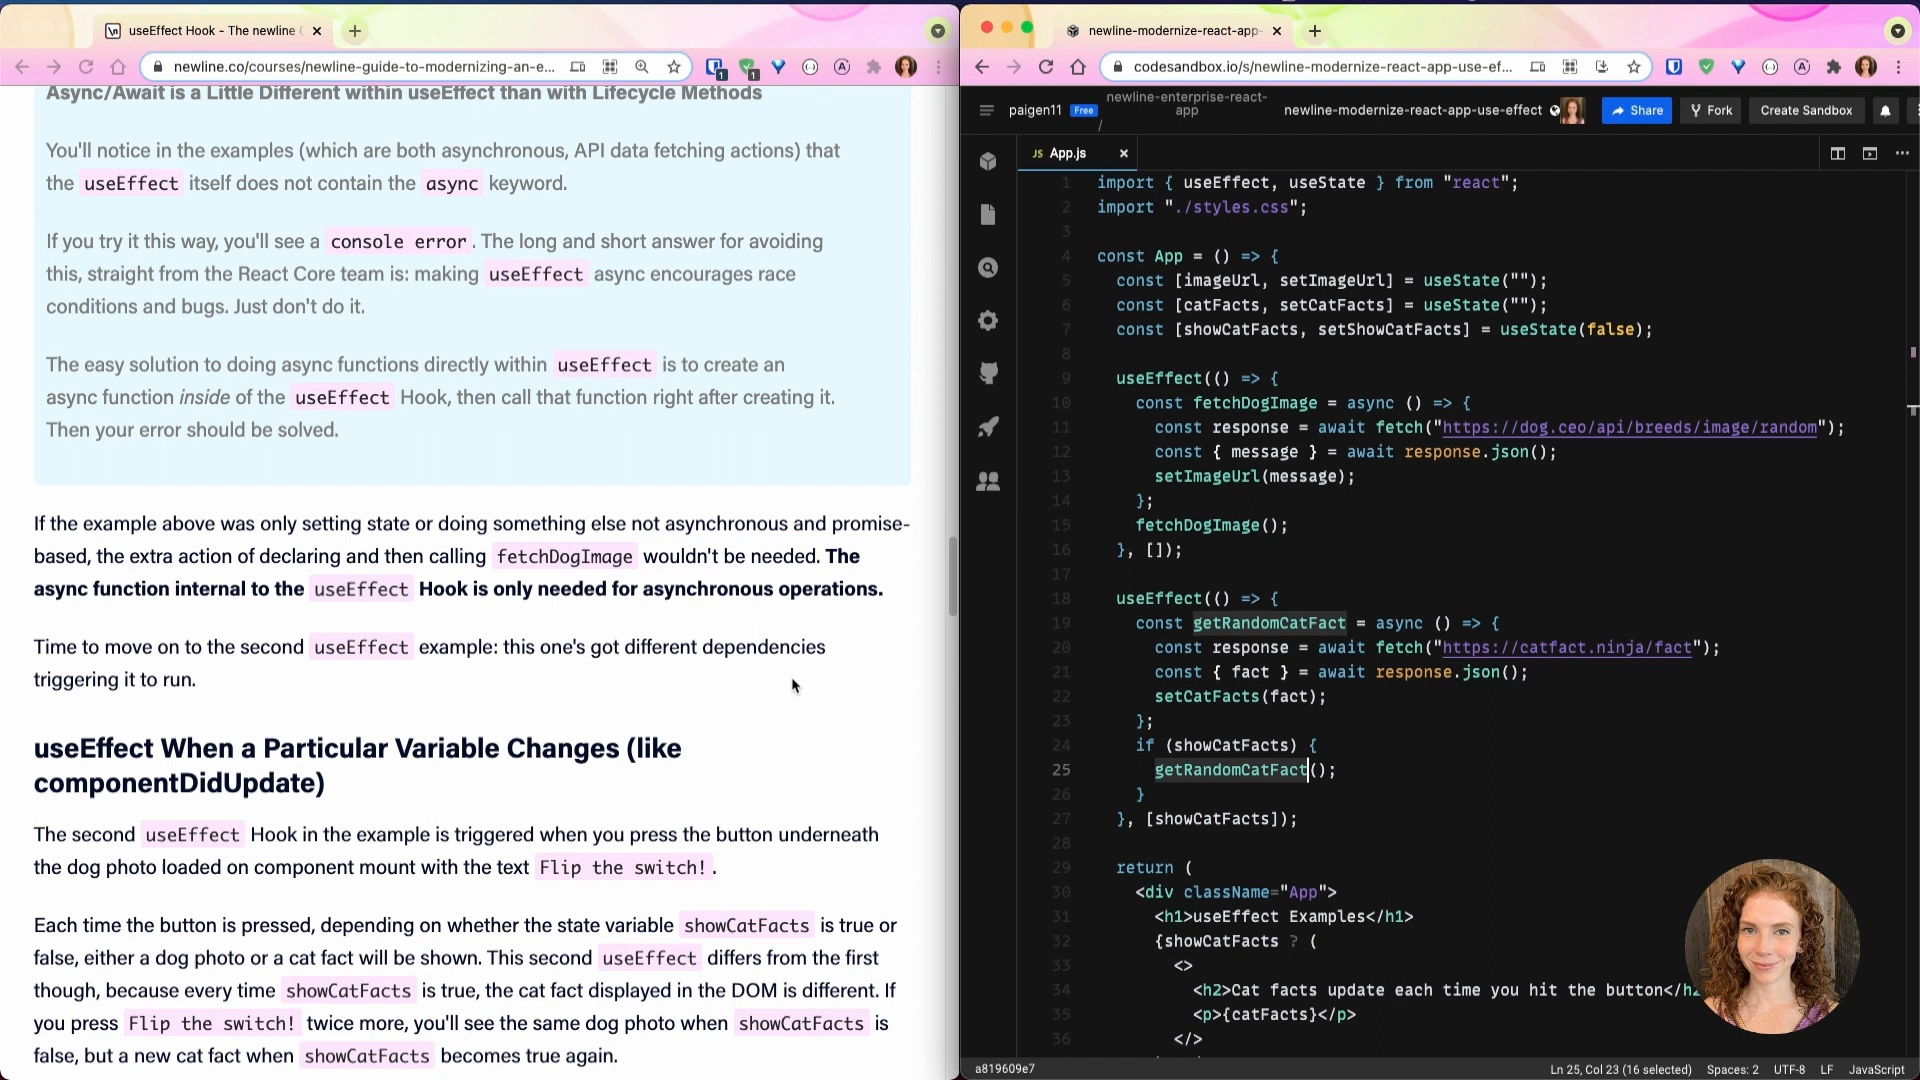 useEffect Hook - The newline
newline.co/courses/newline-guide-to-modernizing-an-e...
1
1
Async/Await is a Little Different within useEffect than with Lifecycle Methods
You'll notice in the examples (which are both asynchronous, API data fetching actions) that
the useEffect itself does not contain the async keyword.
If you try it this way, you'll see a console error. The long and short answer for avoiding
this, straight from the React Core team is: making useEffect async encourages race
conditions and bugs. Just don't do it.
The easy solution to doing async functions directly within useEffect is to create an
async function inside of the useEffect Hook, then call that function right after creating it.
Then your error should be solved.
If the example above was only setting state or doing something else not asynchronous and promise-
based, the extra action of declaring and then calling fetchDogImage wouldn't be needed. The
async function internal to the useEffect Hook is only needed for asynchronous operations.
Time to move on to the second useEffect example: this one's got different dependencies
triggering it to run.
useEffect When a Particular Variable Changes (like
componentDidUpdate)
The second useEffect Hook in the example is triggered when you press the button underneath
the dog photo loaded on component mount with the text Flip the switch!.
Each time the button is pressed, depending on whether the state variable showCatFacts is true or
false, either a dog photo or a cat fact will be shown. This second useEffect differs from the first
though, because every time showCatFacts is true, the cat fact displayed in the DOM is different. If
you press Flip the switch! twice more, you'll see the same dog photo when showCatFacts is
false, but a new cat fact when showCatFacts becomes true again.
newline-modernize-react-app-
codesandbox.io/s/newline-modernize-react-app-use-ef...
paigen11 Free newline-enterprise-react-
app
/
newline-modernize-react-app-use-effect
Share Fork Create Sandbox
JS App.js
1 import { useEffect, useState } from "react";
2 import "./styles.css";
3
4 const App = () => {
5 const [imageUrl, setImageUrl] = useState("");
6 const [catFacts, setCatFacts] = useState("");
7 const [showCatFacts, setShowCatFacts] = useState(false);
8
9 useEffect(() => {
10 const fetchDogImage = async () => {
11 const response = await fetch("https://dog.ceo/api/breeds/image/random");
12 const { message } = await response.json();
13 setImageUrl(message);
14 };
15 fetchDogImage();
16 }, []);
17
18 useEffect(() => {
19 const getRandomCatFact = async () => {
20 const response = await fetch("https://catfact.ninja/fact");
21 const { fact } = await response.json();
22 setCatFacts(fact);
23 };
24 if (showCatFacts) {
25 getRandomCatFact();
26 }
27 }, [showCatFacts]);
28
29 return (
30 <div className="App">
31 <h1>useEffect Examples</h1>
32 {showCatFacts ? (
33 <>
34 <h2>Cat facts update each time you hit the button</h2
35 <p>{catFacts}</p>
36 </>
a819609e7
Ln 25, Col 23 (16 selected) Spaces: 2 UTF-8 LF JavaScript